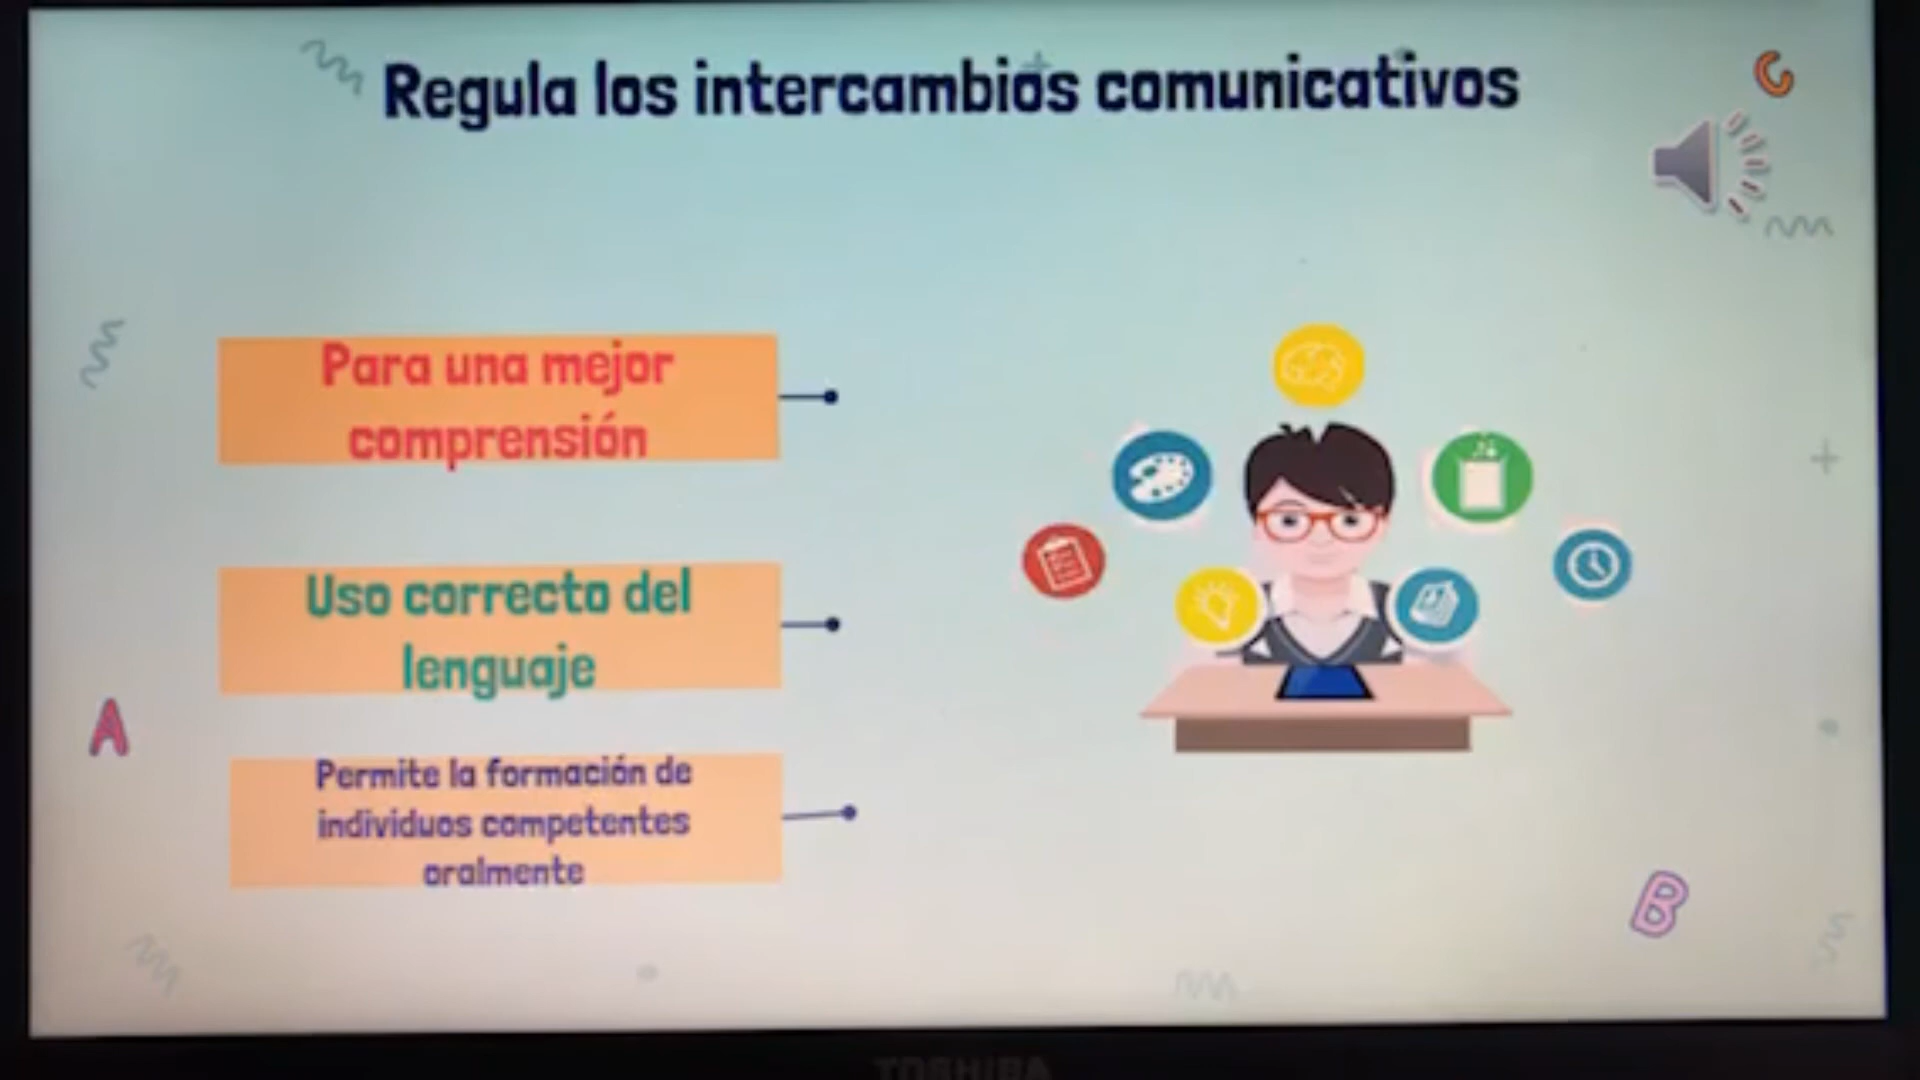 Regula los intercambios comunicativos
C
Para una mejor
comprensión
Uso correcto del
lenguaje
A
Permite la formación de
individuos competentes
oralmente
B
TOSHIBA